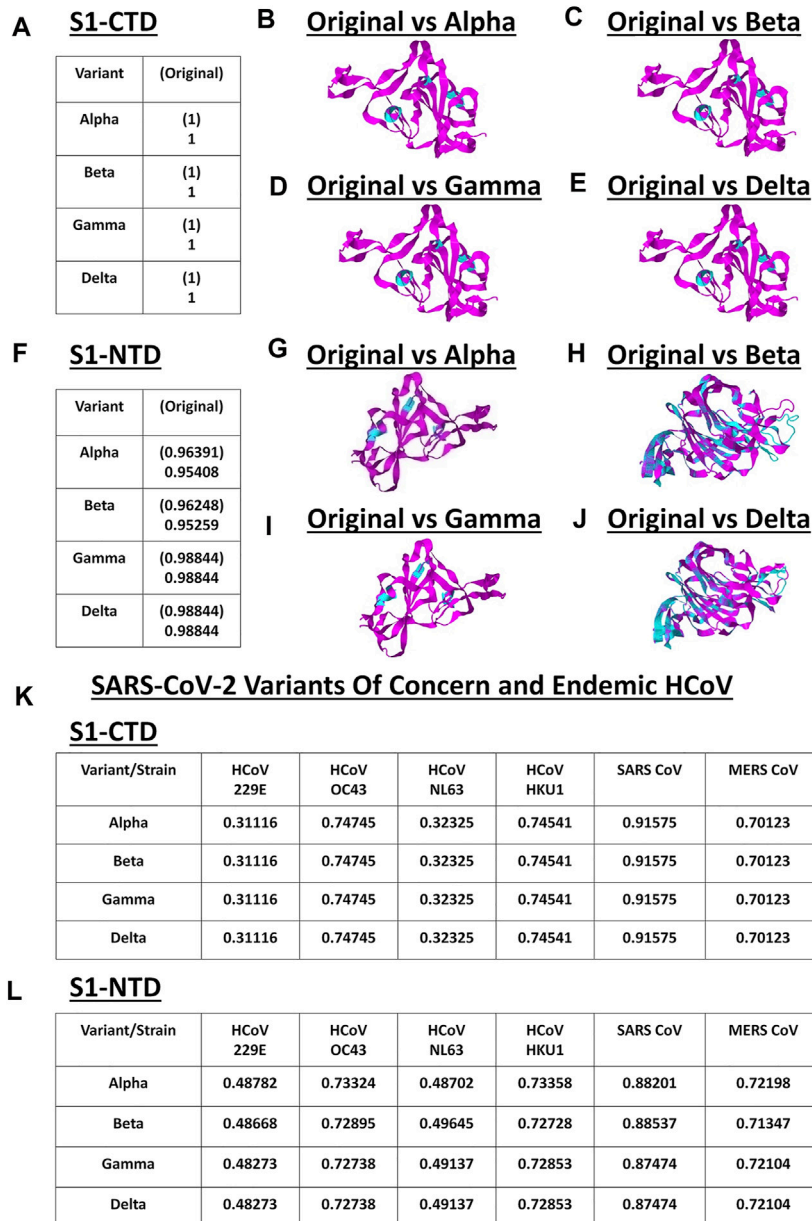 A S1-CTD
Variant (Original)
Alpha (1)
1
Beta (1)
1
Gamma (1)
1
Delta (1)
1
B Original vs Alpha
C Original vs Beta
D Original vs Gamma
E Original vs Delta
F S1-NTD
Variant (Original)
Alpha (0.96391)
0.95408
Beta (0.96248)
0.95259
Gamma (0.98844)
0.98844
Delta (0.98844)
0.98844
G Original vs Alpha
H Original vs Beta
I Original vs Gamma
J Original vs Delta
K SARS-CoV-2 Variants Of Concern and Endemic HCoV
S1-CTD
Variant/Strain HCoV 229E HCoV OC43 HCoV NL63 HCoV HKU1 SARS CoV MERS CoV
Alpha 0.31116 0.74745 0.32325 0.74541 0.91575 0.70123
Beta 0.31116 0.74745 0.32325 0.74541 0.91575 0.70123
Gamma 0.31116 0.74745 0.32325 0.74541 0.91575 0.70123
Delta 0.31116 0.74745 0.32325 0.74541 0.91575 0.70123
L S1-NTD
Variant/Strain HCoV 229E HCoV OC43 HCoV NL63 HCoV HKU1 SARS CoV MERS CoV
Alpha 0.48782 0.73324 0.48702 0.73358 0.88201 0.72198
Beta 0.48668 0.72895 0.49645 0.72728 0.88537 0.71347
Gamma 0.48273 0.72738 0.49137 0.72853 0.87474 0.72104
Delta 0.48273 0.72738 0.49137 0.72853 0.87474 0.72104